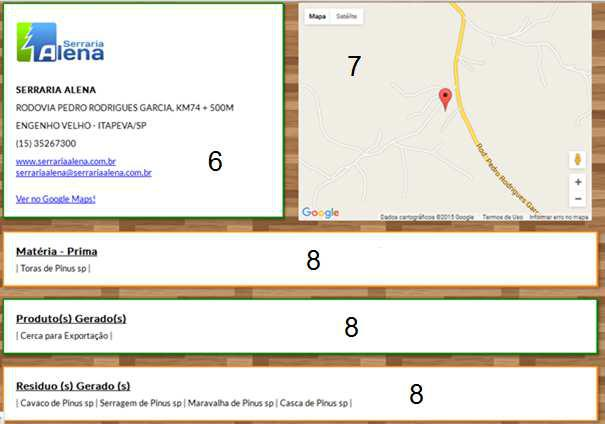 Serraria
Alena
SERRARIA ALENA
RODOVIA PEDRO RODRIGUES GARCIA, KM74 + 500M
ENGENHO VELHO - ITAPEVA/SP
(15) 35267300
www.serrariaalena.com.br
serrariaalena@serrariaalena.com.br
Ver no Google Maps!
6
Mapa Satélite
7
Rod. Pedro Rodrigues Garc
+
−
Google
Dados cartográficos ©2015 Google Termos de Uso Informar erro no mapa
Matéria - Prima
| Toras de Pinus sp |
8
Produto(s) Gerado(s)
| Cerca para Exportação |
8
Residuo (s) Gerado (s)
| Cavaco de Pinus sp | Serragem de Pinus sp | Maravalha de Pinus sp | Casca de Pinus sp |
8